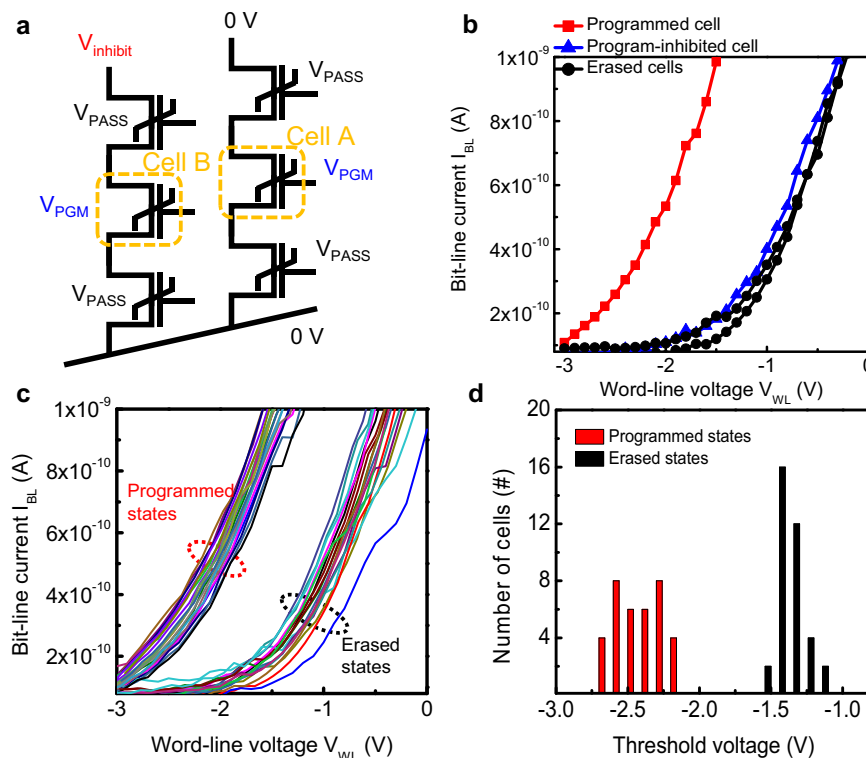 a
0 V
V_inhibit
V_PASS
V_PASS
Cell A
Cell B
V_PGM
V_PGM
V_PASS
V_PASS
0 V
b
Programmed cell
Program-inhibited cell
Erased cells
1x10^-9
8x10^-10
6x10^-10
4x10^-10
2x10^-10
Bit-line current I_BL (A)
-3 -2 -1 0
Word-line voltage V_WL (V)
c
1x10^-9
8x10^-10
6x10^-10
4x10^-10
2x10^-10
Bit-line current I_BL (A)
Programmed
states
Erased
states
-3 -2 -1 0
Word-line voltage V_WL (V)
d
20
16
12
8
4
Number of cells (#)
Programmed states
Erased states
-3.0 -2.5 -2.0 -1.5 -1.0
Threshold voltage (V)